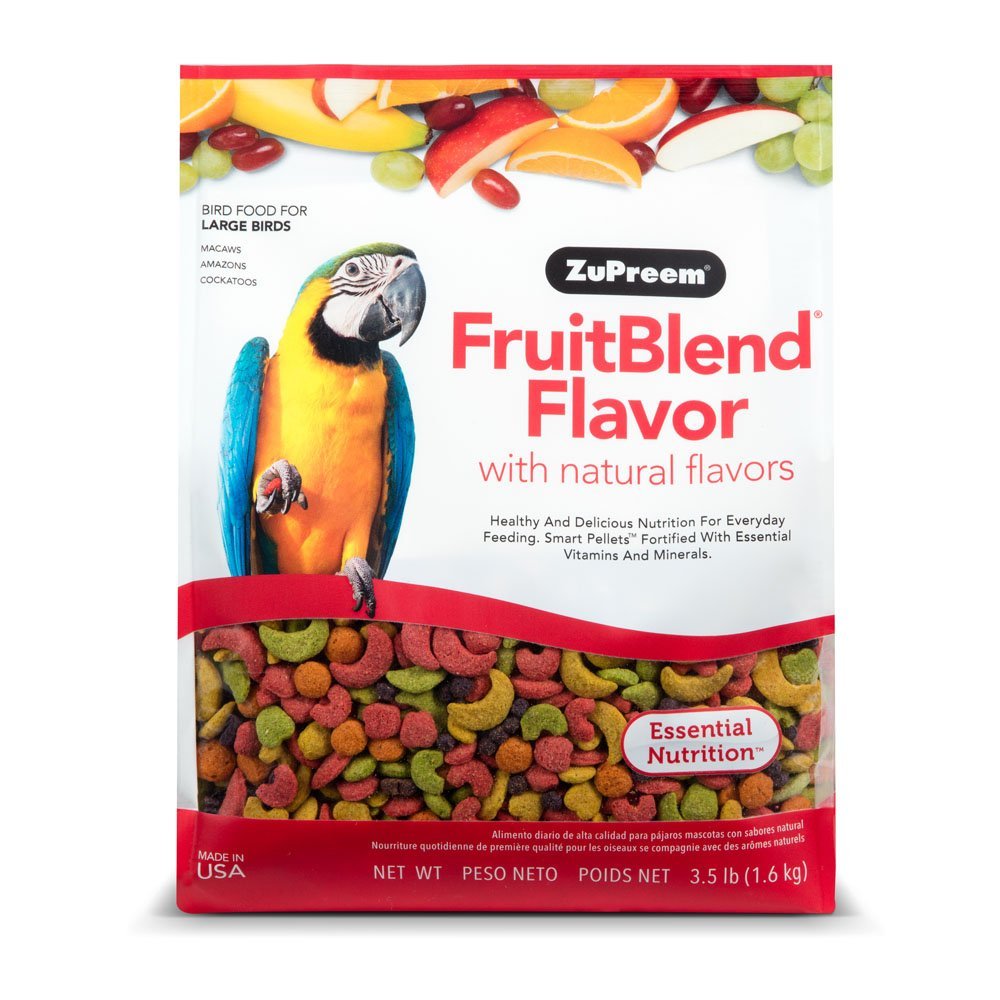 BIRD FOOD FOR
LARGE BIRDS
MACAWS
AMAZONS
COCKATOOS
ZuPreem®
FruitBlend®
Flavor
with natural flavors
Healthy And Delicious Nutrition For Everyday
Feeding. Smart Pellets™ Fortified With Essential
Vitamins And Minerals.
Essential
Nutrition™
Alimento diario de alta calidad para pájaros mascotas con sabores natural
Nourriture quotidienne de première qualité pour les oiseaux se compagnie avec des arômes naturels
MADE IN
USA
NET WT PESO NETO POIDS NET 3.5 lb (1.6 kg)